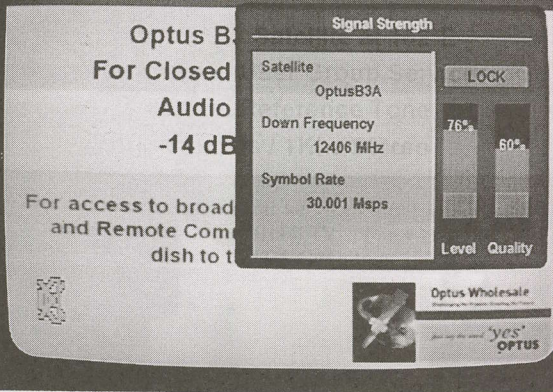 Optus B
For Closed
Audio
-14 dB
For access to broad
and Remote Com
dish to t
Signal Strength
Satellite
OptusB3A
Down Frequency
12406 MHz
Symbol Rate
30.001 Msps
LOCK
76%
60%
Level Quality
Optus Wholesale
'yes'
OPTUS